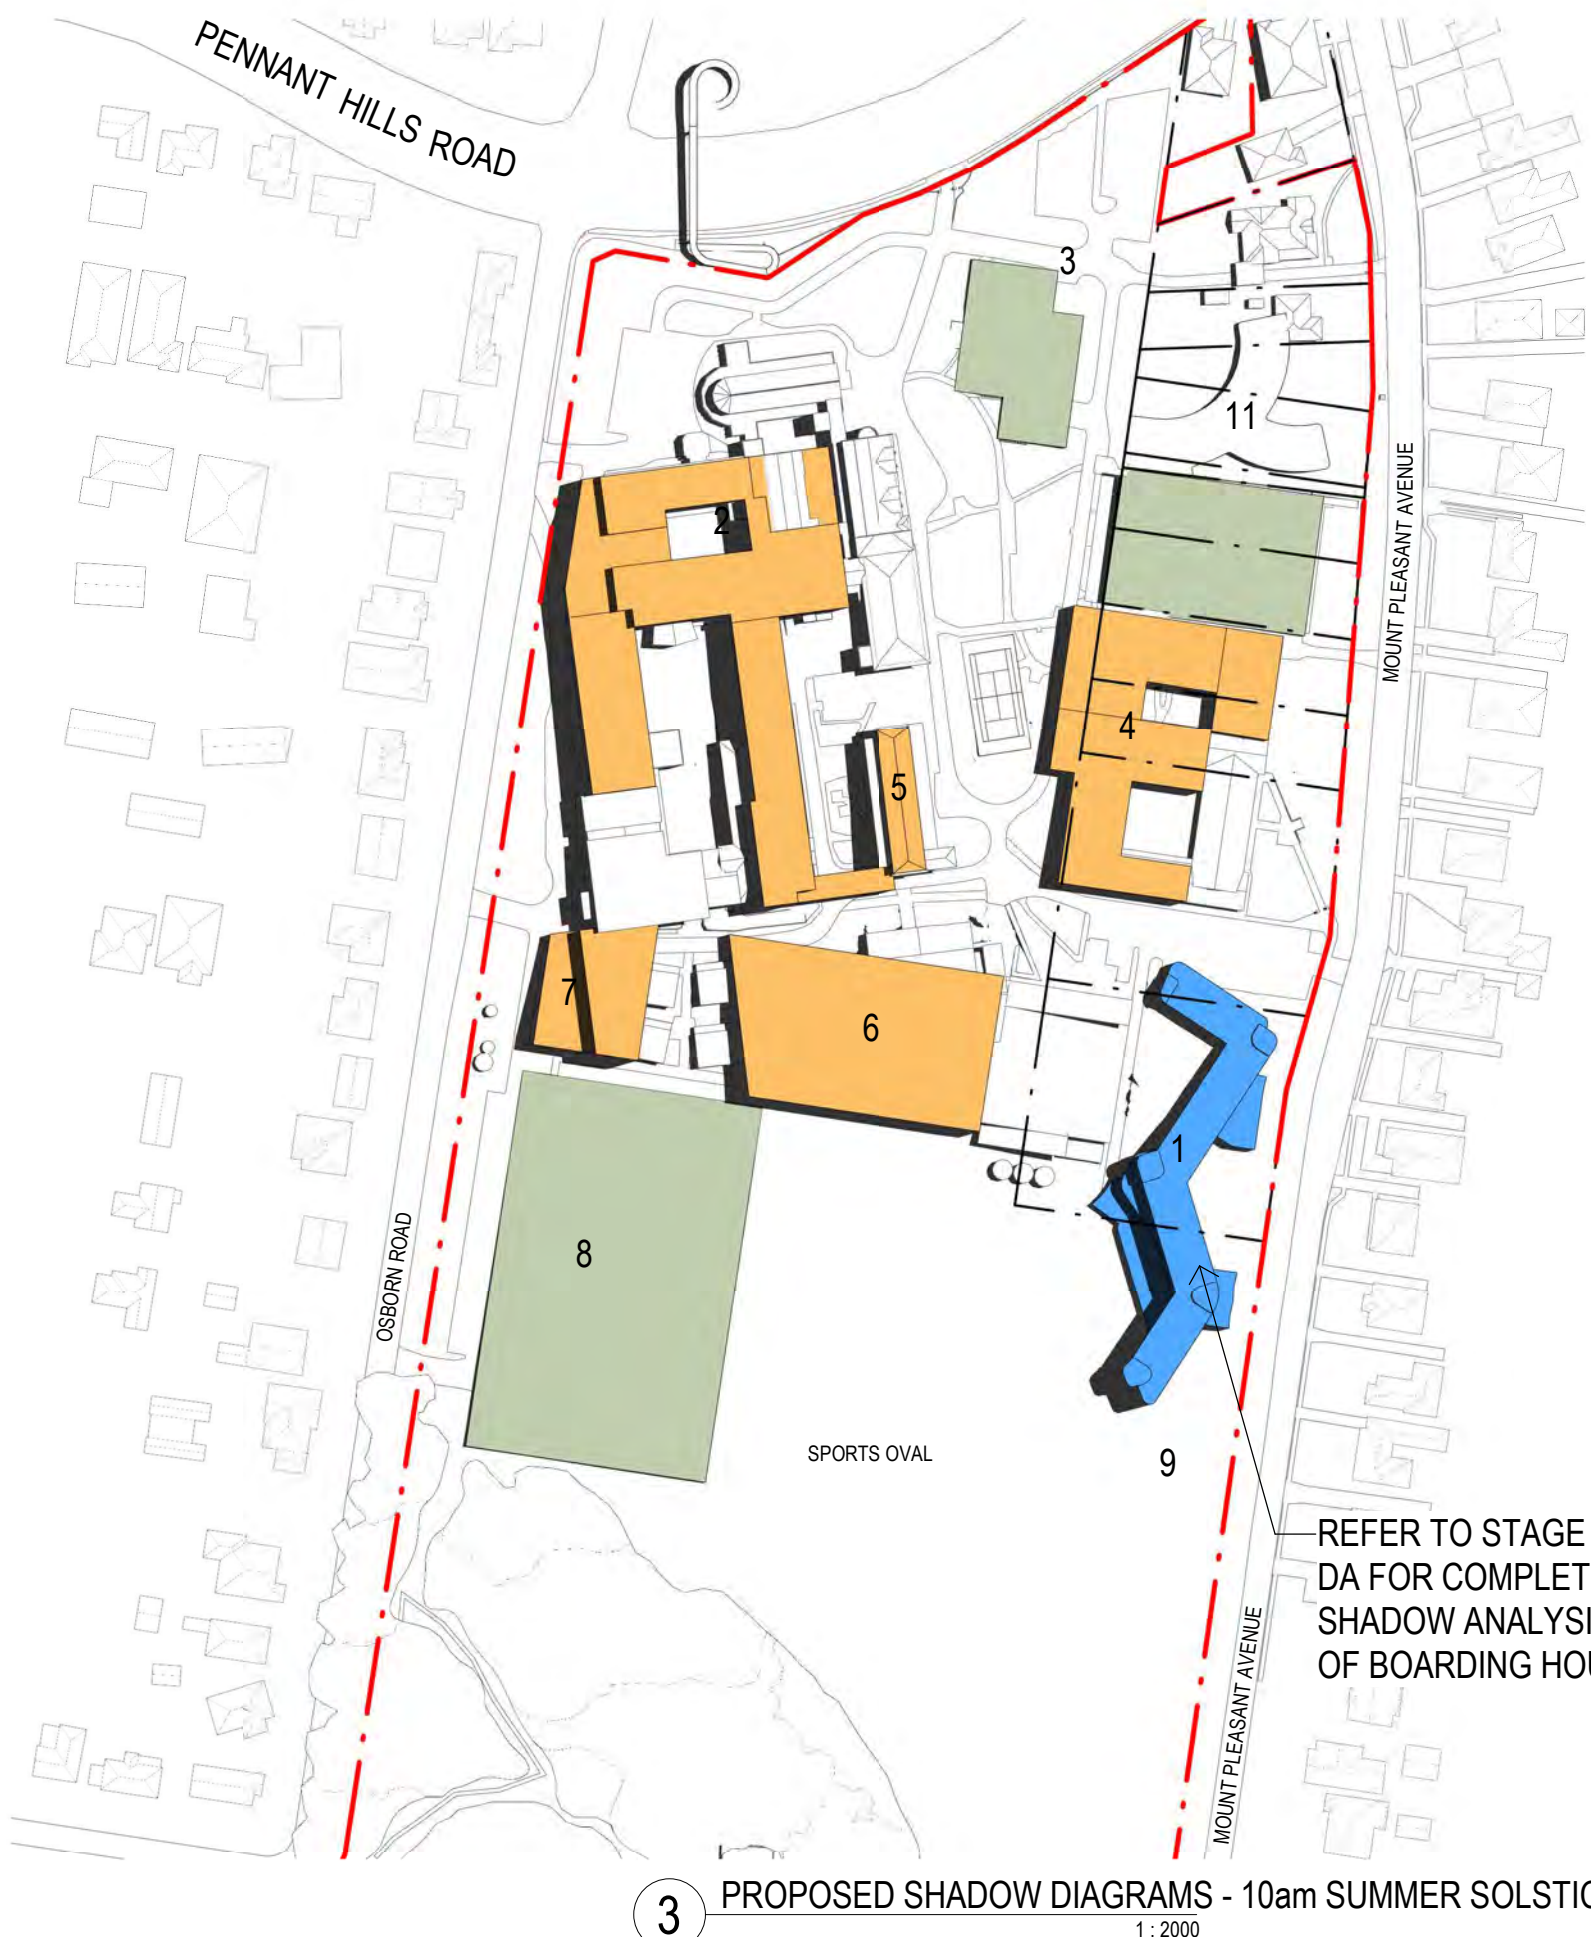 PENNANT HILLS ROAD
3
11
2
MOUNT PLEASANT AVENUE
4
5
7
6
1
OSBORN ROAD
8
SPORTS OVAL
9
REFER TO STAGE
DA FOR COMPLET
SHADOW ANALYSI
OF BOARDING HOU
MOUNT PLEASANT AVENUE
3 PROPOSED SHADOW DIAGRAMS - 10am SUMMER SOLSTIC
1 : 2000